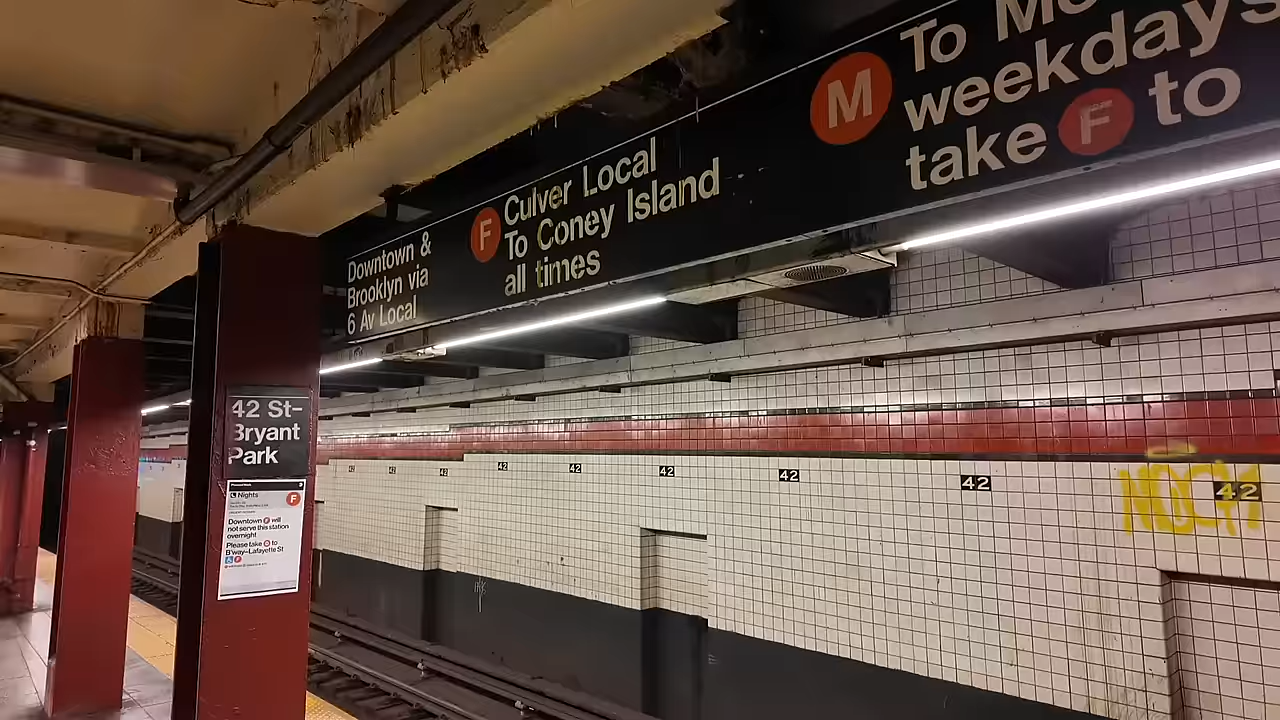 Downtown &
Brooklyn via
6 Av Local
F
Culver Local
To Coney Island
all times
M
To M
weekdays
take F to
42 St–
Bryant
Park
Nights
F
Downtown F will
not serve this station
overnight
Please take D to
B'way–Lafayette St
F
42
42
42
42
42
42
42
42
42